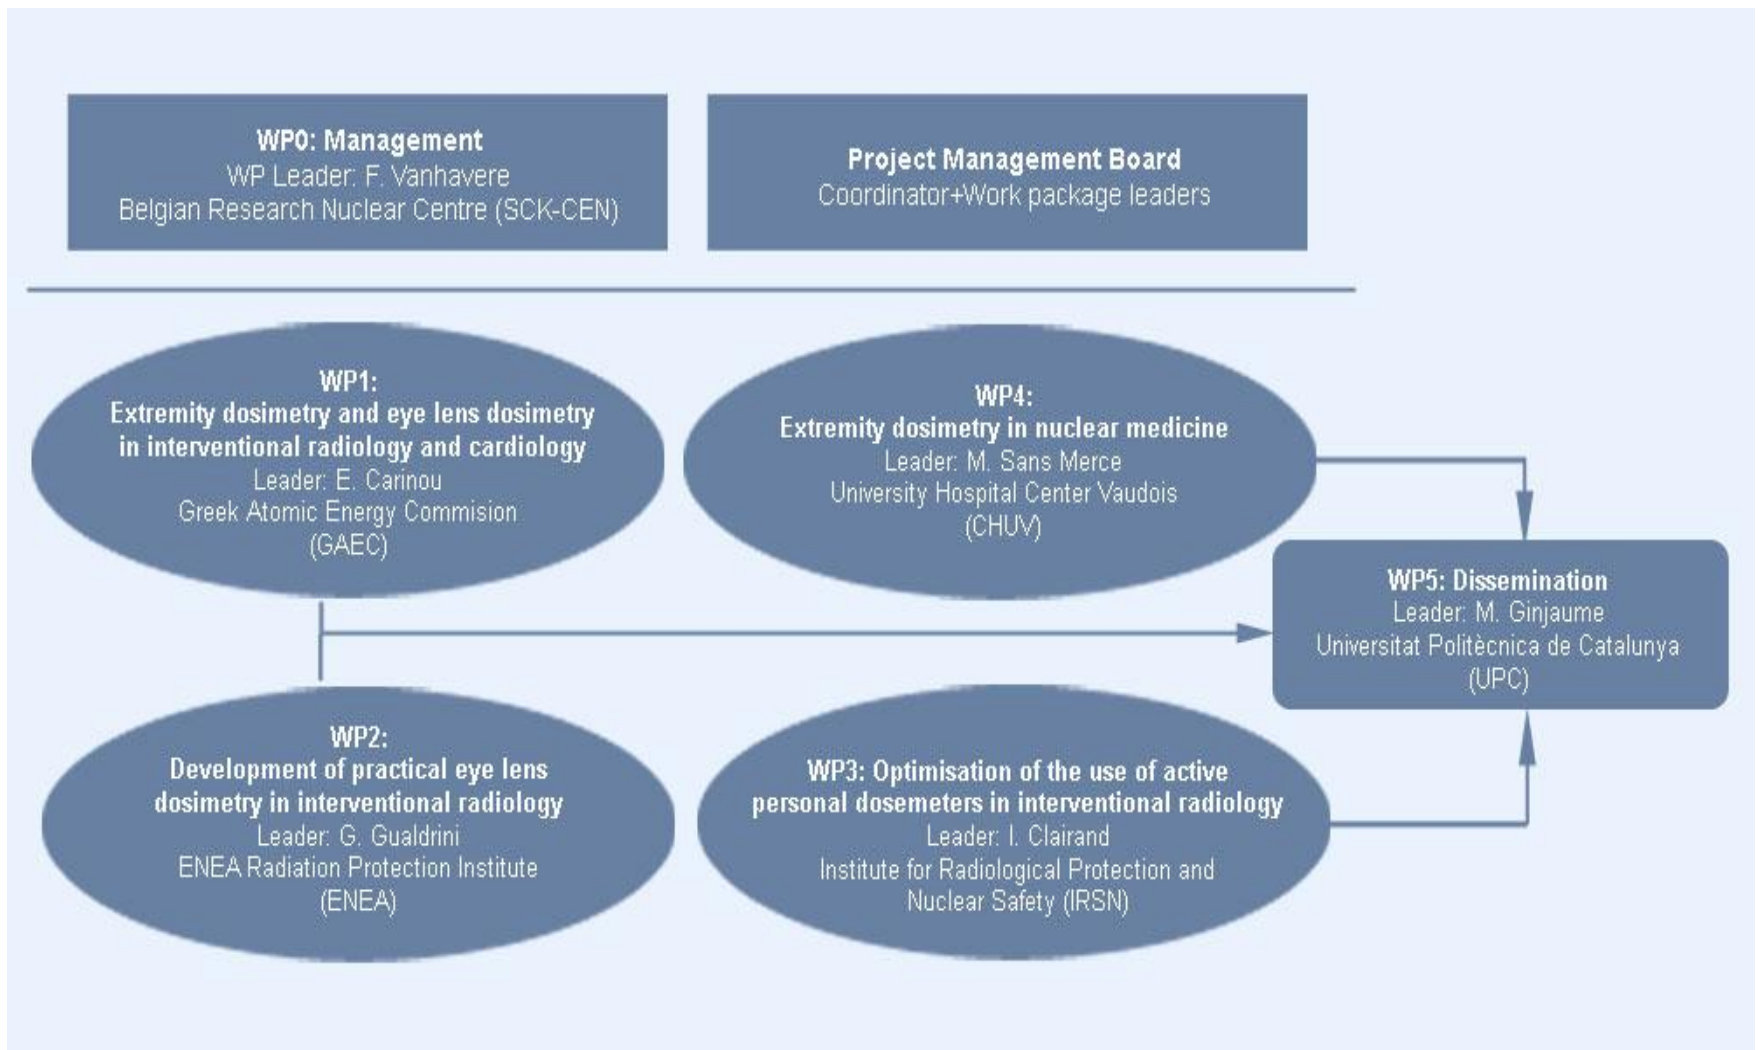 WP0: Management
WP Leader: F. Vanhavere
Belgian Research Nuclear Centre (SCK-CEN)
Project Management Board
Coordinator+Work package leaders
WP1:
Extremity dosimetry and eye lens dosimetry
in interventional radiology and cardiology
Leader: E. Carinou
Greek Atomic Energy Commision
(GAEC)
WP4:
Extremity dosimetry in nuclear medicine
Leader: M. Sans Merce
University Hospital Center Vaudois
(CHUV)
WP5: Dissemination
Leader: M. Ginjaume
Universitat Politècnica de Catalunya
(UPC)
WP2:
Development of practical eye lens
dosimetry in interventional radiology
Leader: G. Gualdrini
ENEA Radiation Protection Institute
(ENEA)
WP3: Optimisation of the use of active
personal dosemeters in interventional radiology
Leader: I. Clairand
Institute for Radiological Protection and
Nuclear Safety (IRSN)